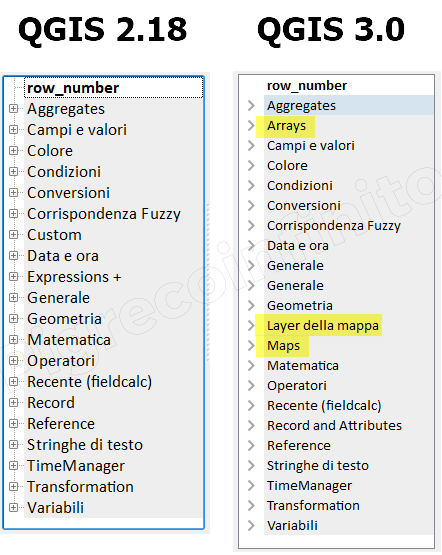 QGIS 2.18
row_number
Aggregates
Campi e valori
Colore
Condizioni
Conversioni
Corrispondenza Fuzzy
Custom
Data e ora
Expressions +
Generale
Geometria
Matematica
Operatori
Recente (fieldcalc)
Record
Reference
Stringhe di testo
TimeManager
Transformation
Variabili
QGIS 3.0
row_number
Aggregates
Arrays
Campi e valori
Colore
Condizioni
Conversioni
Corrispondenza Fuzzy
Data e ora
Generale
Generale
Geometria
Layer della mappa
Maps
Matematica
Operatori
Recente (fieldcalc)
Record and Attributes
Reference
Stringhe di testo
TimeManager
Transformation
Variabili